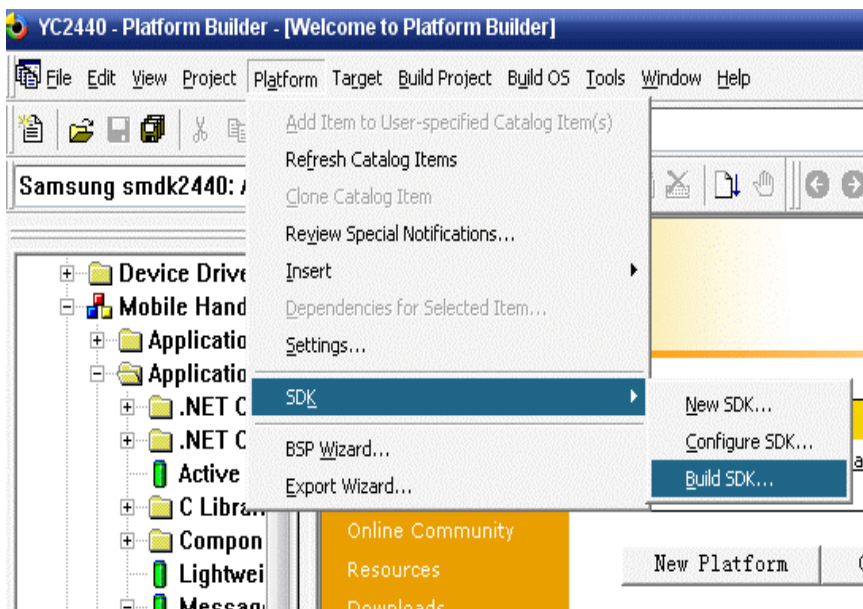 YC2440 - Platform Builder - [Welcome to Platform Builder]
File Edit View Project Platform Target Build Project Build OS Tools Window Help
Add Item to User-specified Catalog Item(s)
Refresh Catalog Items
Clone Catalog Item
Review Special Notifications...
Insert
Dependencies for Selected Item...
Settings...
SDK
BSP Wizard...
Export Wizard...
New SDK...
Configure SDK...
Build SDK...
Samsung smdk2440:
Device Drive
Mobile Hand
Applicatio
Applicatio
.NET C
.NET C
Active
C Librar
Compon
Lightwei
Messag
Online Community
Resources
Downloads
New Platform